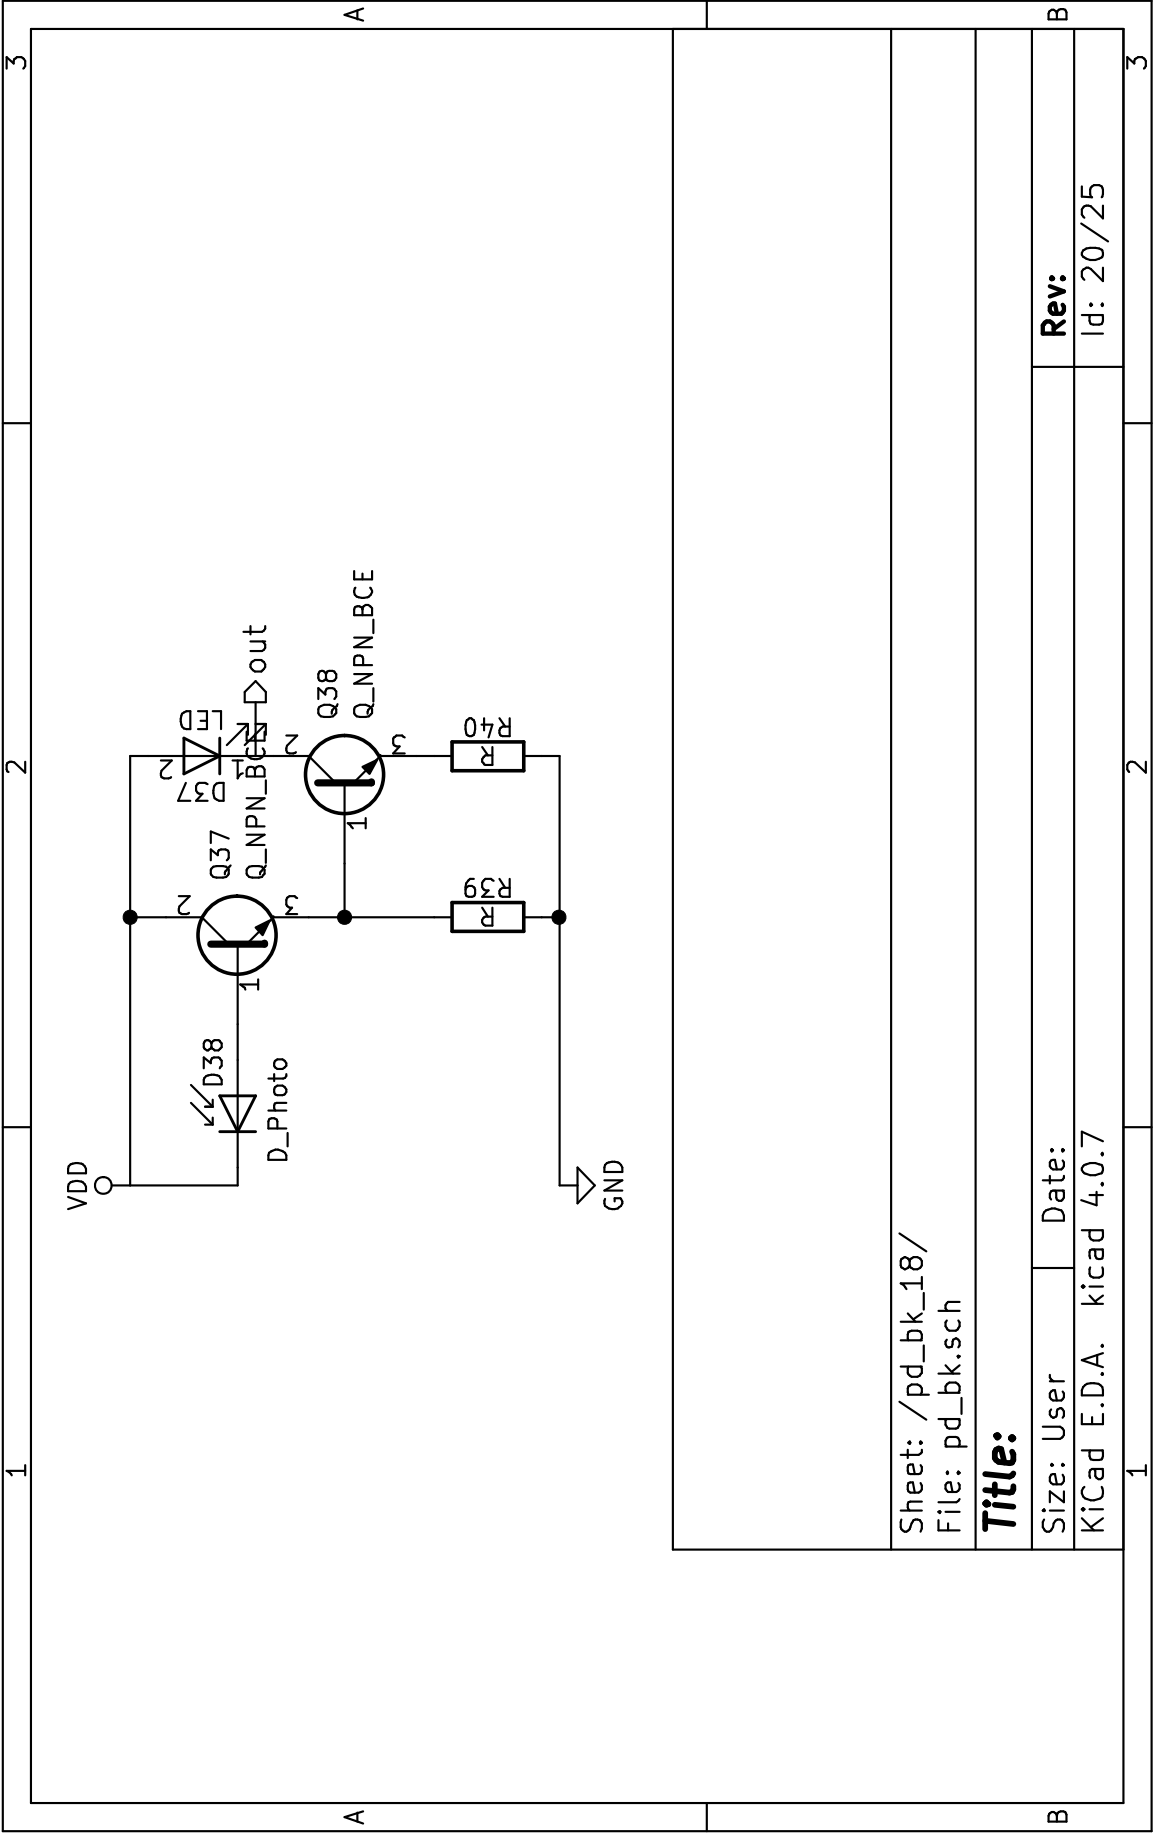 1
2
3
A
A
B
B
1
2
3
VDD
GND
D38
D_Photo
Q37
Q_NPN_BCE
1
2
3
D37
LED
2
1
out
Q38
Q_NPN_BCE
1
2
3
R39
R
R40
R
Sheet: /pd_bk_18/
File: pd_bk.sch
Title:
Size: User Date: Rev:
KiCad E.D.A. kicad 4.0.7 Id: 20/25